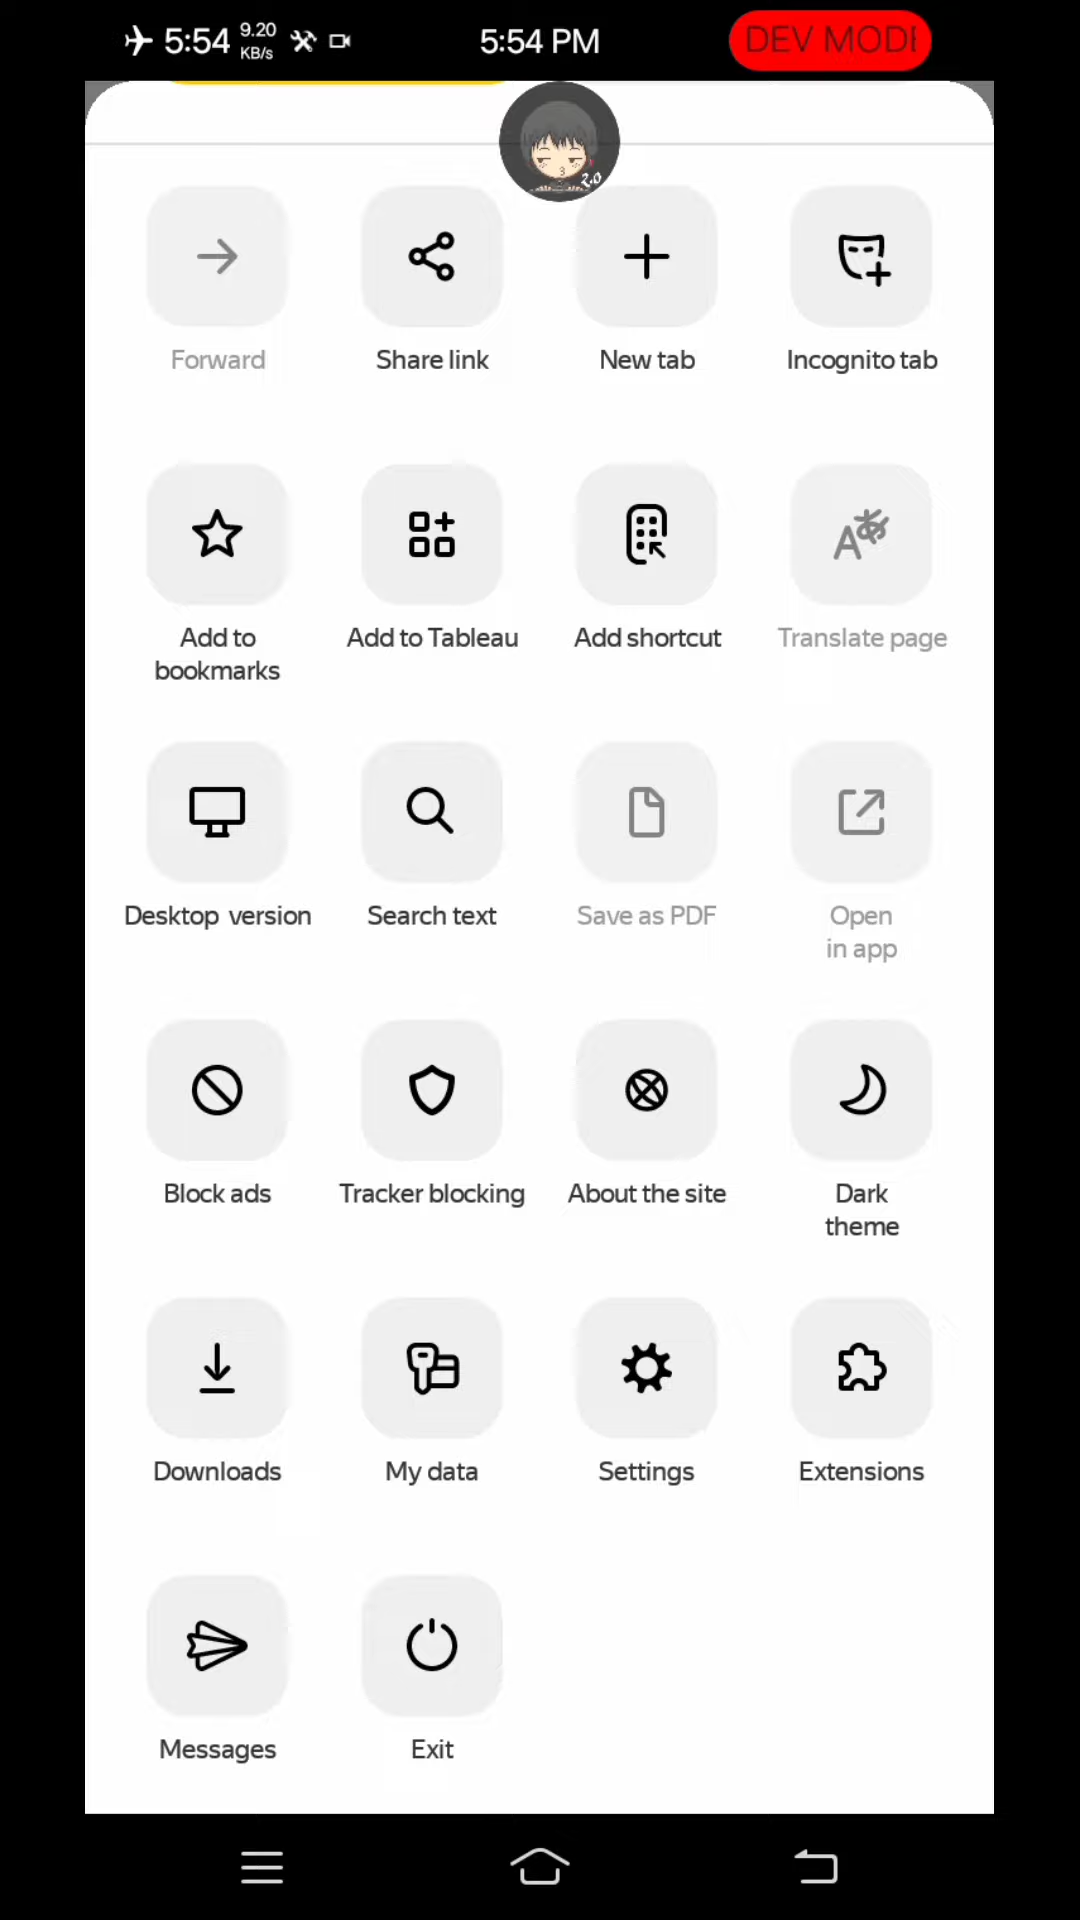 5:54 9.20 KB/s 5:54 PM DEV MODE
2.0
Forward Share link New tab Incognito tab
Add to bookmarks Add to Tableau Add shortcut Translate page
Desktop version Search text Save as PDF Open in app
Block ads Tracker blocking About the site Dark theme
Downloads My data Settings Extensions
Messages Exit